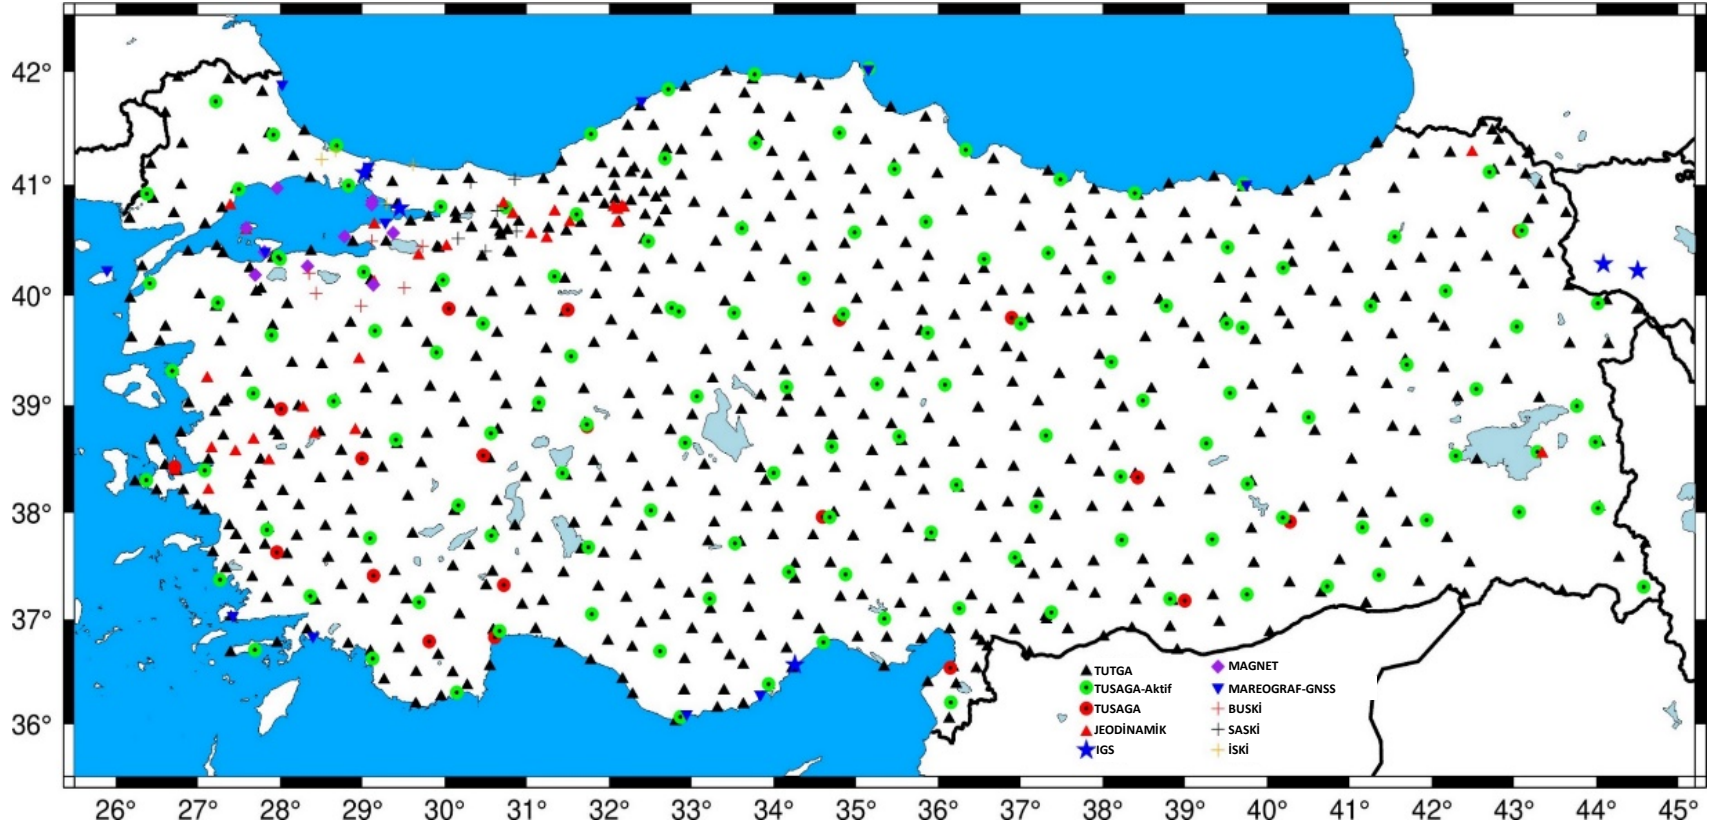 42°
41°
40°
39°
38°
37°
36°
TUTGA
TUSAGA-Aktif
TUSAGA
JEODİNAMİK
IGS
MAGNET
MAREOGRAF-GNSS
BUSKİ
SASKİ
İSKİ
26° 27° 28° 29° 30° 31° 32° 33° 34° 35° 36° 37° 38° 39° 40° 41° 42° 43° 44° 45°